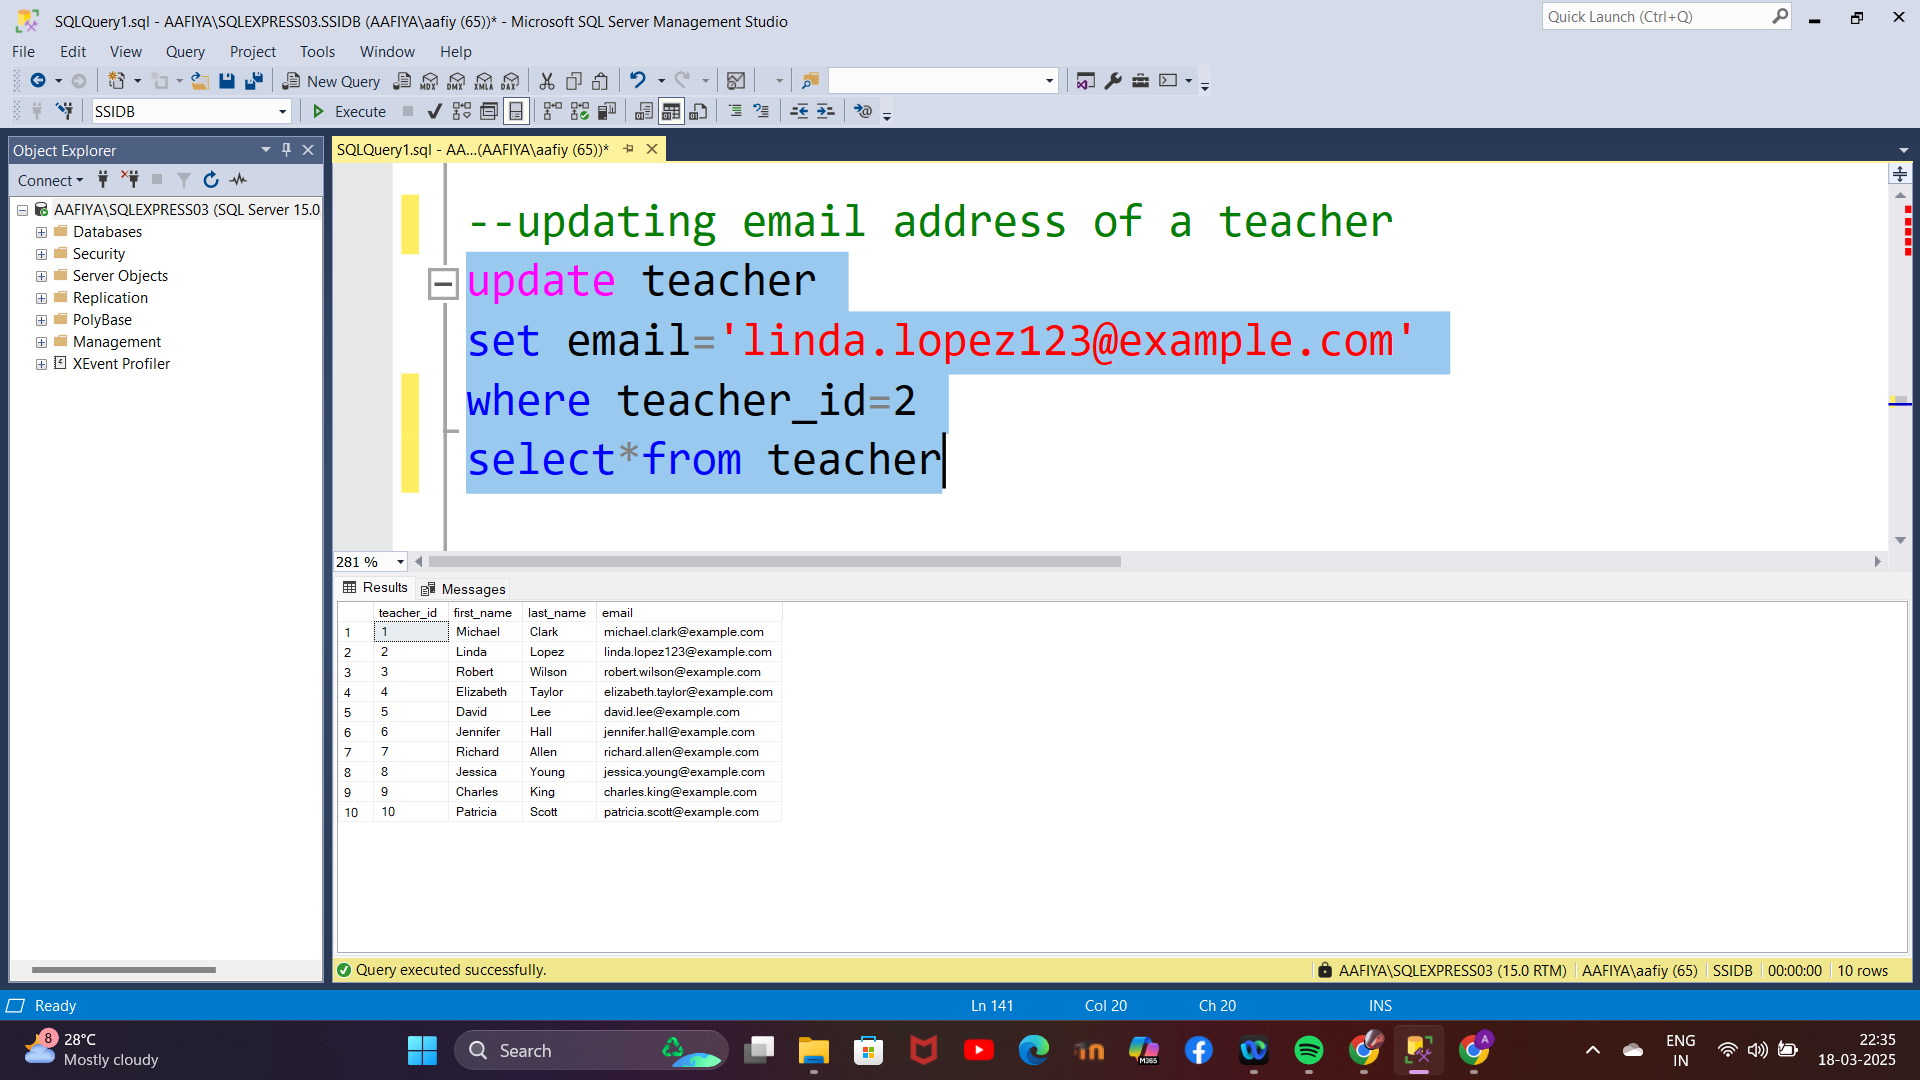 SQLQuery1.sql - AAFIYA\SQLEXPRESS03.SSIDB (AAFIYA\aafiy (65))* - Microsoft SQL Server Management Studio
Quick Launch (Ctrl+Q)
File Edit View Query Project Tools Window Help
New Query MDX DMX XMLA DAX
SSIDB Execute
Object Explorer
SQLQuery1.sql - AA...(AAFIYA\aafiy (65))*
Connect
AAFIYA\SQLEXPRESS03 (SQL Server 15.0
Databases
Security
Server Objects
Replication
PolyBase
Management
XEvent Profiler
--updating email address of a teacher
update teacher
set email='linda.lopez123@example.com'
where teacher_id=2
select*from teacher
281 %
Results Messages
teacher_id first_name last_name email
1 1 Michael Clark michael.clark@example.com
2 2 Linda Lopez linda.lopez123@example.com
3 3 Robert Wilson robert.wilson@example.com
4 4 Elizabeth Taylor elizabeth.taylor@example.com
5 5 David Lee david.lee@example.com
6 6 Jennifer Hall jennifer.hall@example.com
7 7 Richard Allen richard.allen@example.com
8 8 Jessica Young jessica.young@example.com
9 9 Charles King charles.king@example.com
10 10 Patricia Scott patricia.scott@example.com
Query executed successfully. AAFIYA\SQLEXPRESS03 (15.0 RTM) AAFIYA\aafiy (65) SSIDB 00:00:00 10 rows
Ready Ln 141 Col 20 Ch 20 INS
8 28°C
Mostly cloudy
Search
M365
A
ENG
IN
22:35
18-03-2025